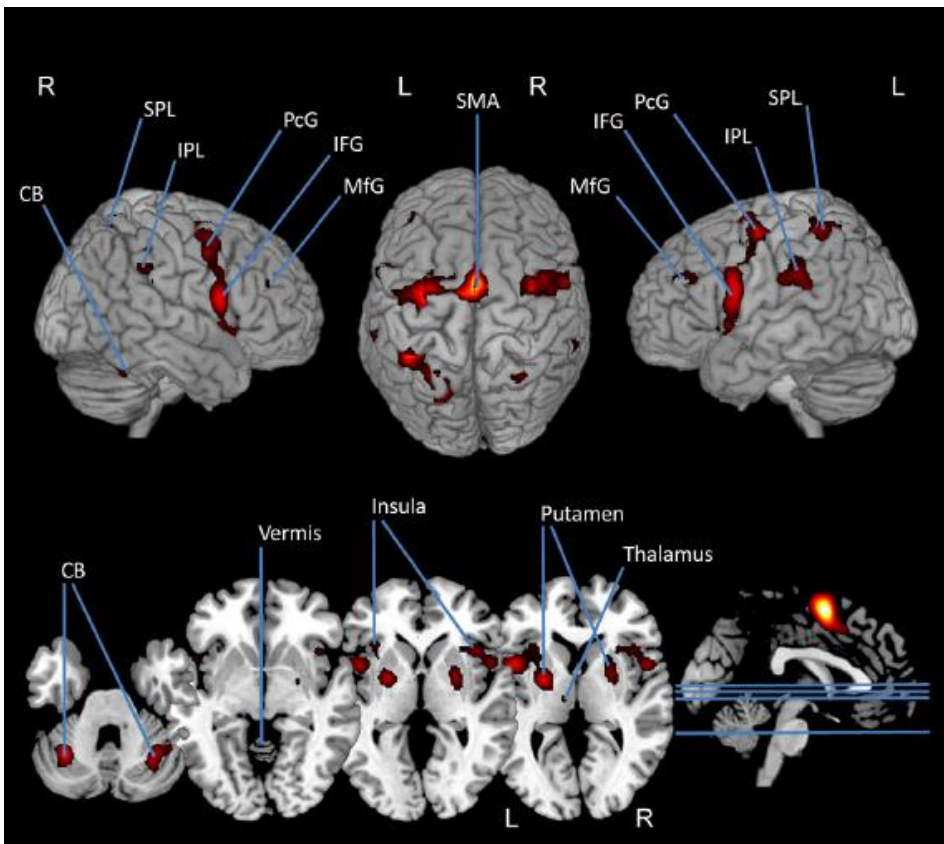 R
L
SMA
R
L
SPL
PcG
IPL
IFG
MfG
CB
PcG
SPL
IFG
IPL
MfG
Insula
Putamen
Vermis
Thalamus
CB
L
R